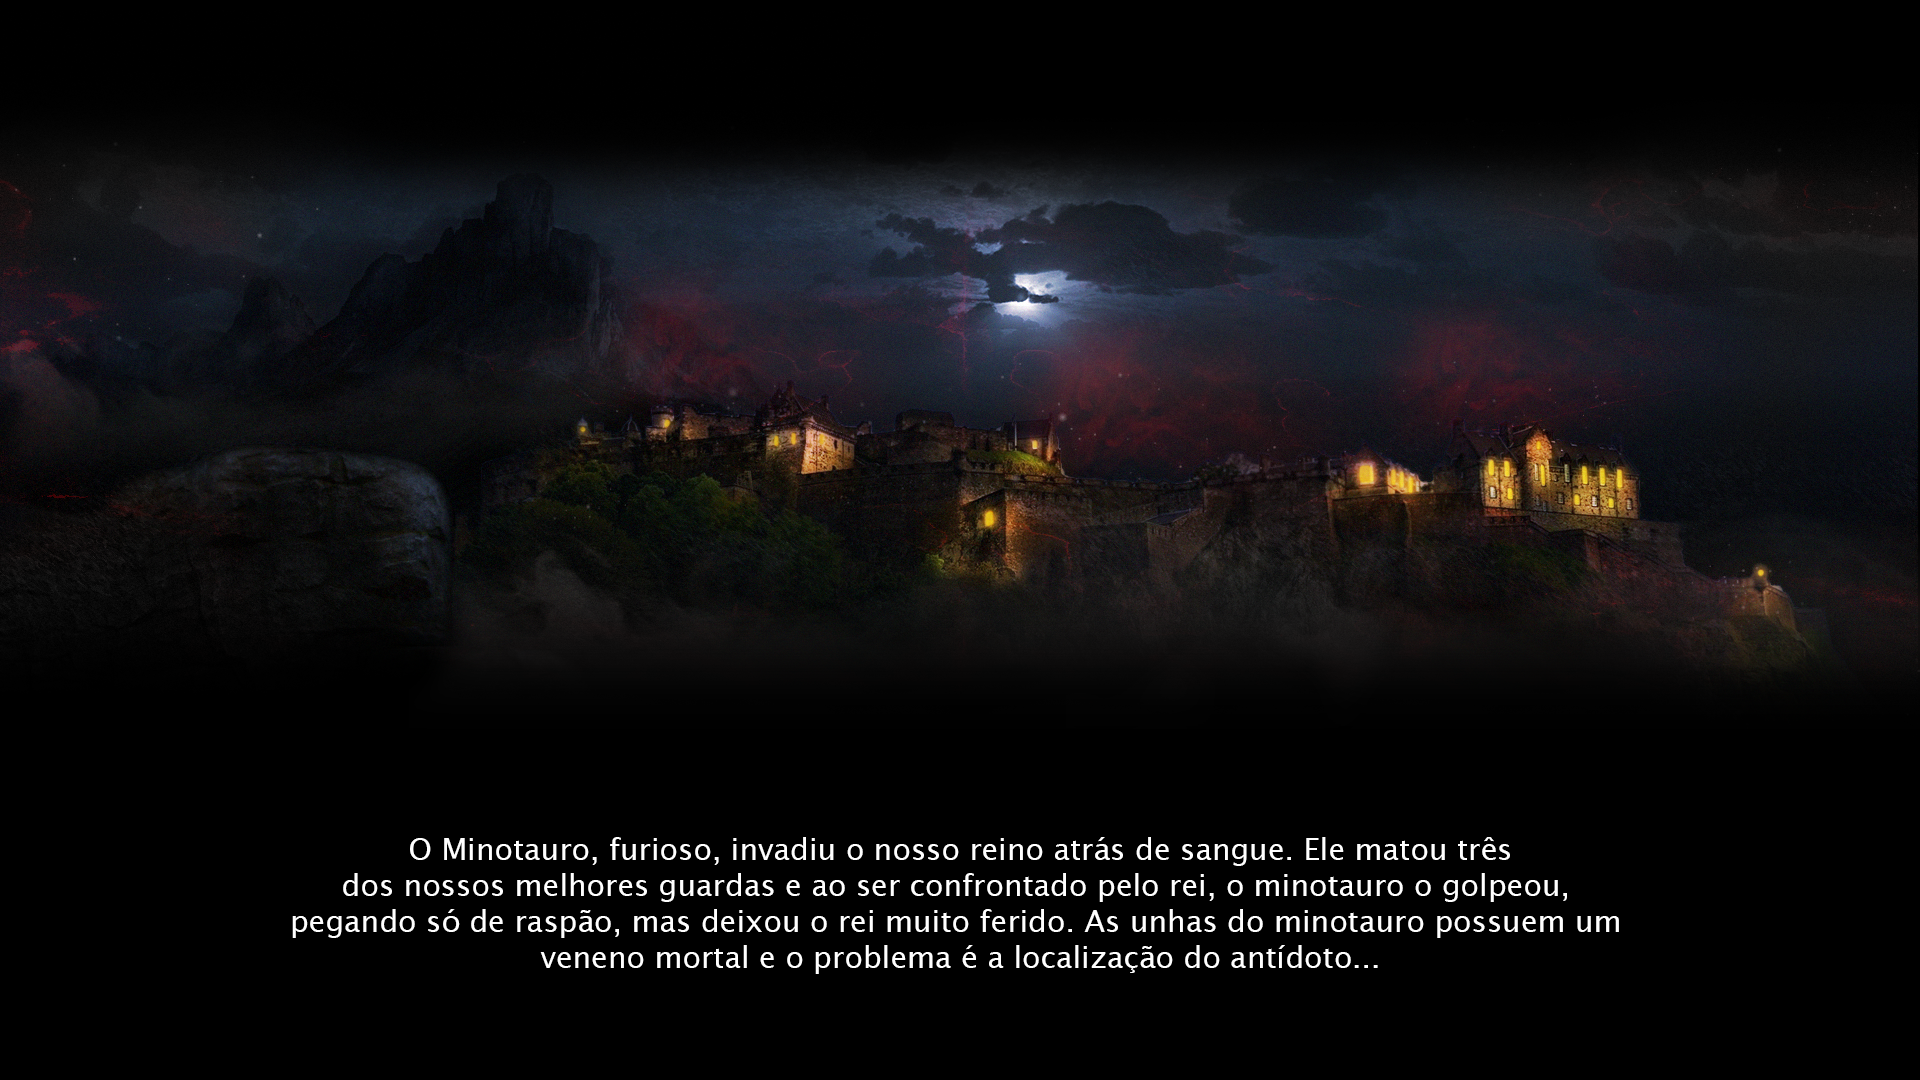 O Minotauro, furioso, invadiu o nosso reino atrás de sangue. Ele matou três
dos nossos melhores guardas e ao ser confrontado pelo rei, o minotauro o golpeou,
pegando só de raspão, mas deixou o rei muito ferido. As unhas do minotauro possuem um
veneno mortal e o problema é a localização do antídoto...